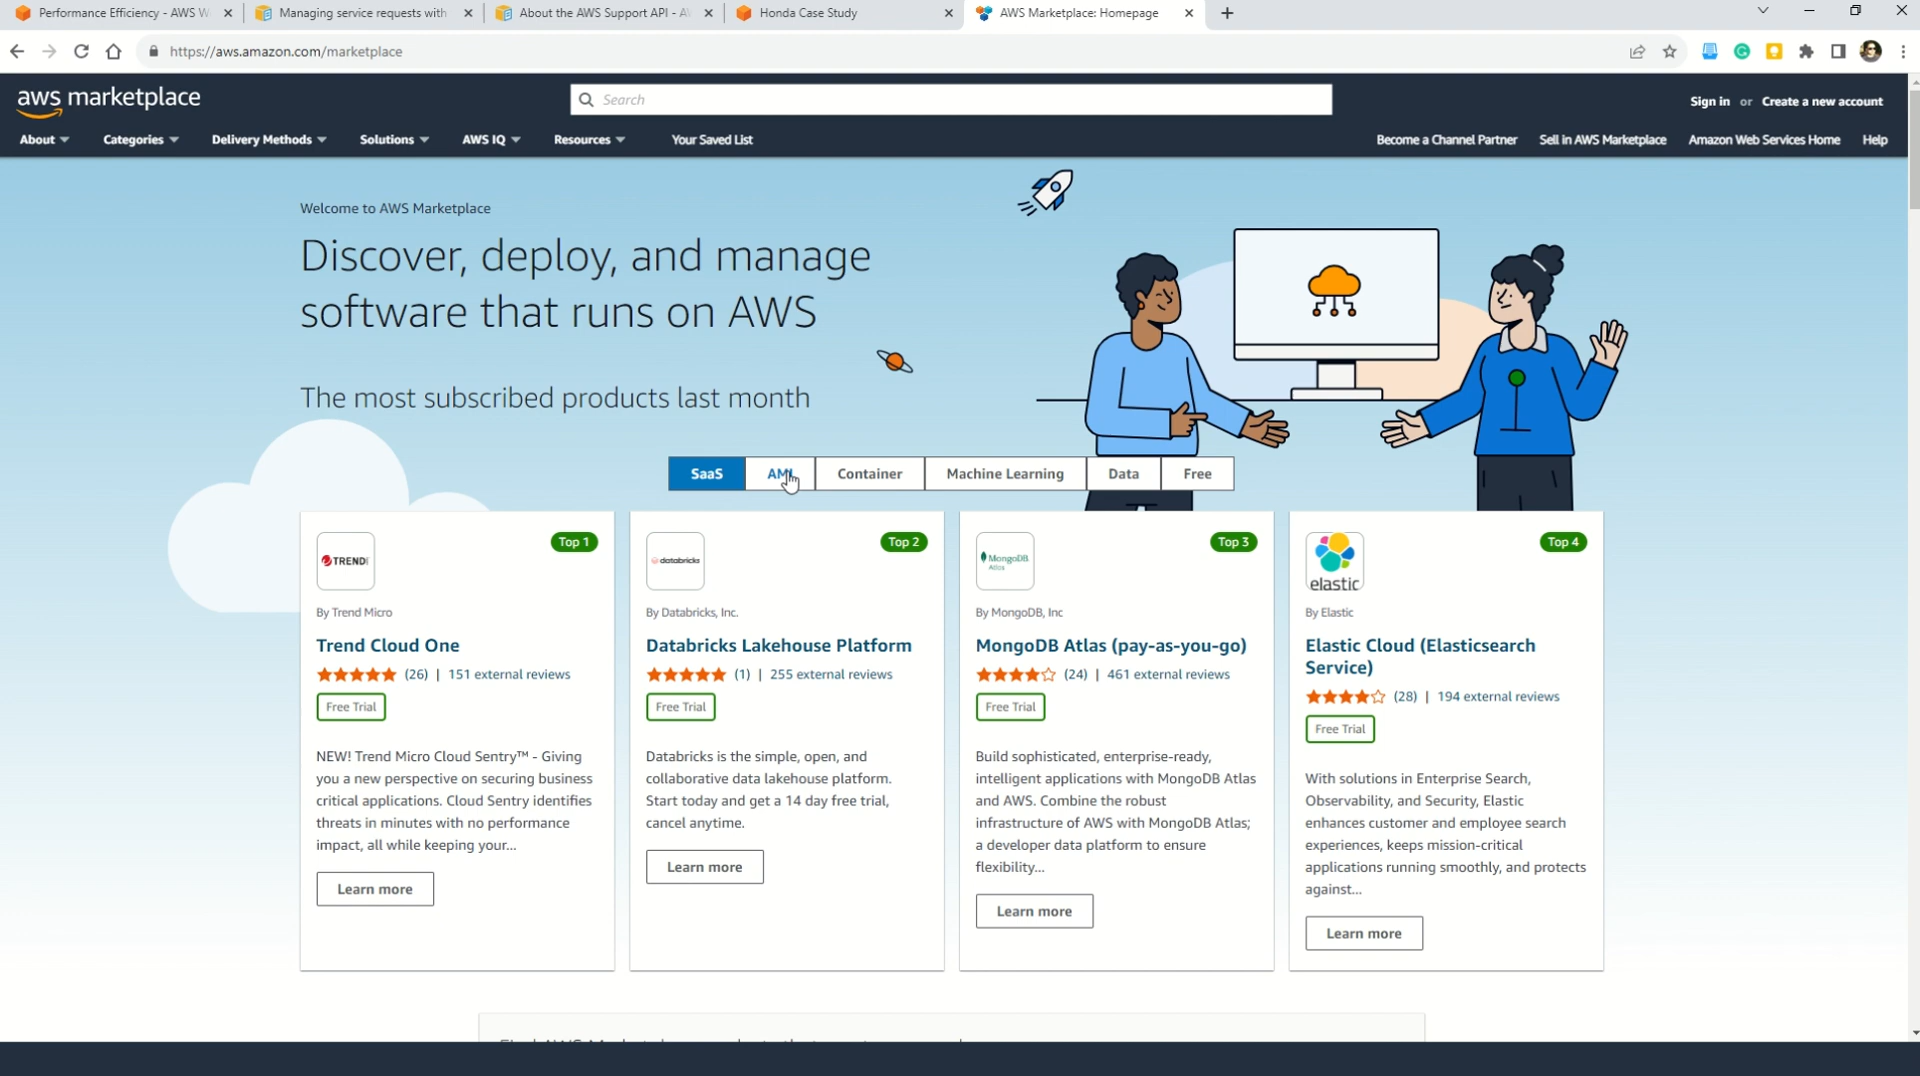 Performance Efficiency - AWS W
Managing service requests with
About the AWS Support API - A
Honda Case Study
AWS Marketplace: Homepage
https://aws.amazon.com/marketplace
aws marketplace
Search
Sign in or Create a new account
About
Categories
Delivery Methods
Solutions
AWS IQ
Resources
Your Saved List
Become a Channel Partner
Sell in AWS Marketplace
Amazon Web Services Home
Help
Welcome to AWS Marketplace
Discover, deploy, and manage
software that runs on AWS
The most subscribed products last month
SaaS
AMI
Container
Machine Learning
Data
Free
TREND
Top 1
By Trend Micro
Trend Cloud One
(26) | 151 external reviews
Free Trial
NEW! Trend Micro Cloud Sentry™ - Giving
you a new perspective on securing business
critical applications. Cloud Sentry identifies
threats in minutes with no performance
impact, all while keeping your...
Learn more
databricks
Top 2
By Databricks, Inc.
Databricks Lakehouse Platform
(1) | 255 external reviews
Free Trial
Databricks is the simple, open, and
collaborative data lakehouse platform.
Start today and get a 14 day free trial,
cancel anytime.
Learn more
MongoDB
Atlas
Top 3
By MongoDB, Inc
MongoDB Atlas (pay-as-you-go)
(24) | 461 external reviews
Free Trial
Build sophisticated, enterprise-ready,
intelligent applications with MongoDB Atlas
and AWS. Combine the robust
infrastructure of AWS with MongoDB Atlas;
a developer data platform to ensure
flexibility...
Learn more
elastic
Top 4
By Elastic
Elastic Cloud (Elasticsearch
Service)
(28) | 194 external reviews
Free Trial
With solutions in Enterprise Search,
Observability, and Security, Elastic
enhances customer and employee search
experiences, keeps mission-critical
applications running smoothly, and protects
against...
Learn more